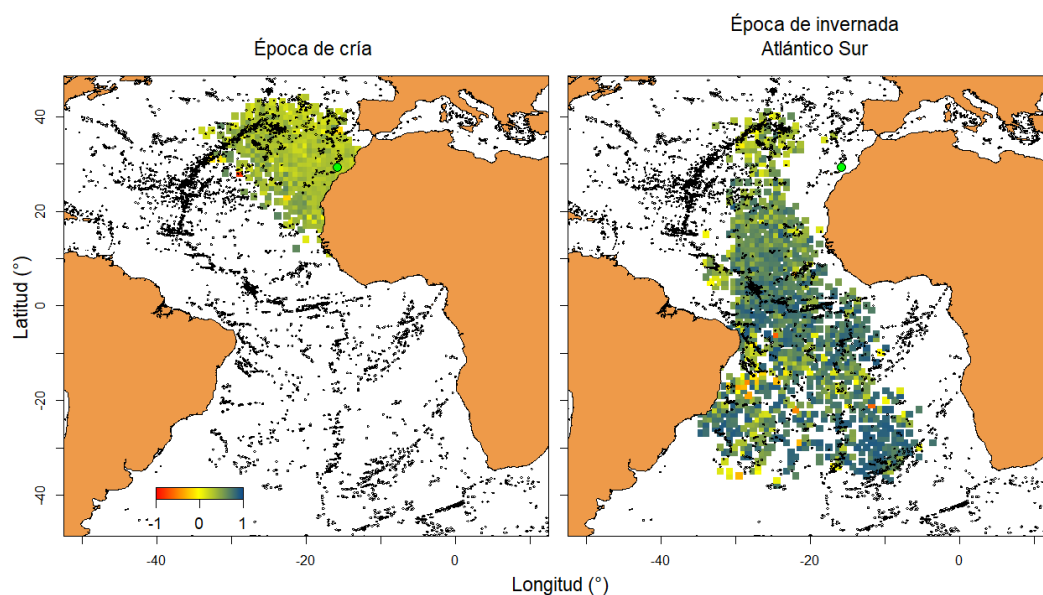 Época de cría
Época de invernada
Atlántico Sur
Latitud (°)
40
20
0
20
40
-1
0
1
-40
-20
0
-40
-20
0
Longitud (°)